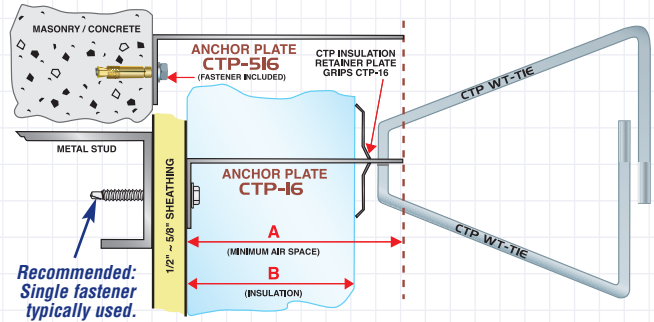 MASONRY / CONCRETE
ANCHOR PLATE
CTP-516
(FASTENER INCLUDED)
CTP INSULATION
RETAINER PLATE
GRIPS CTP-16
CTP WT-TIE
METAL STUD
1/2" ~ 5/8" SHEATHING
ANCHOR PLATE
CTP-16
A
(MINIMUM AIR SPACE)
B
(INSULATION)
CTP WT-TIE
Recommended:
Single fastener
typically used.